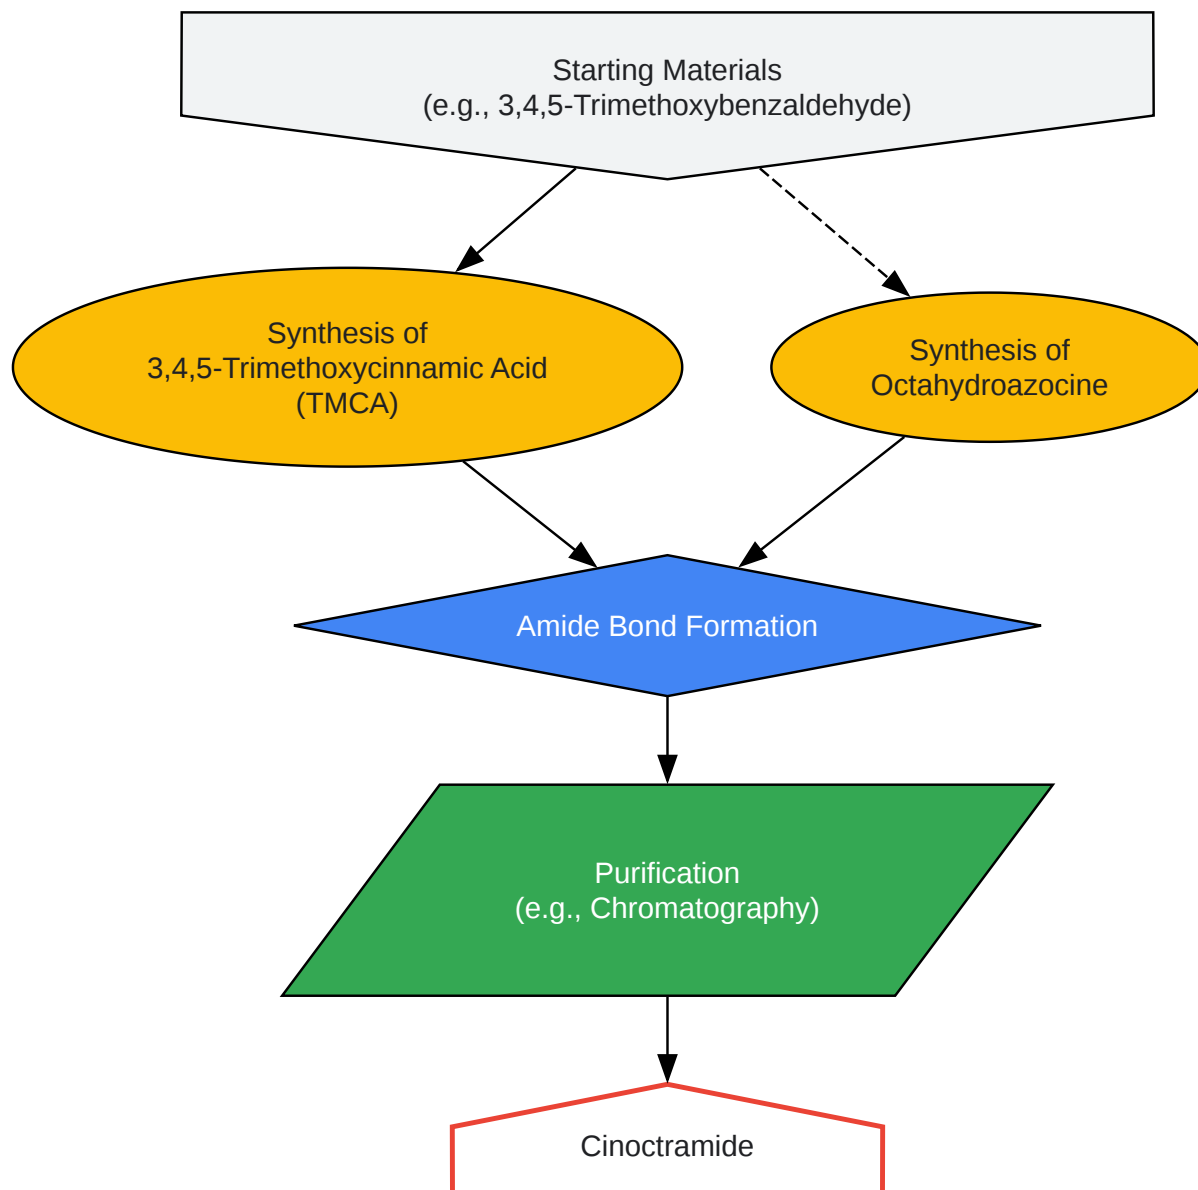 Starting Materials
(e.g., 3,4,5-Trimethoxybenzaldehyde)
Synthesis of
3,4,5-Trimethoxycinnamic Acid
(TMCA)
Synthesis of
Octahydroazocine
Amide Bond Formation
Purification
(e.g., Chromatography)
Cinoctramide